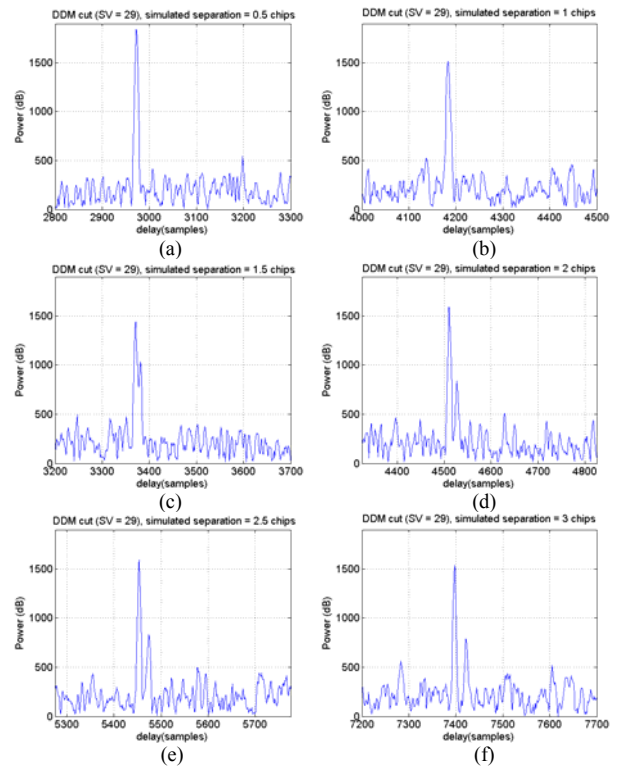 DDM cut (SV = 29), simulated separation = 0.5 chips
Power (dB)
1500
1000
500
0
2800 2900 3000 3100 3200 3300
delay(samples)
(a)
DDM cut (SV = 29), simulated separation = 1 chips
Power (dB)
1500
1000
500
0
4000 4100 4200 4300 4400 4500
delay(samples)
(b)
DDM cut (SV = 29), simulated separation = 1.5 chips
Power (dB)
1500
1000
500
0
3200 3300 3400 3500 3600 3700
delay(samples)
(c)
DDM cut (SV = 29), simulated separation = 2 chips
Power (dB)
1500
1000
500
0
4400 4500 4600 4700 4800
delay(samples)
(d)
DDM cut (SV = 29), simulated separation = 2.5 chips
Power (dB)
1500
1000
500
0
5300 5400 5500 5600 5700
delay(samples)
(e)
DDM cut (SV = 29), simulated separation = 3 chips
Power (dB)
1500
1000
500
0
7200 7300 7400 7500 7600 7700
delay(samples)
(f)